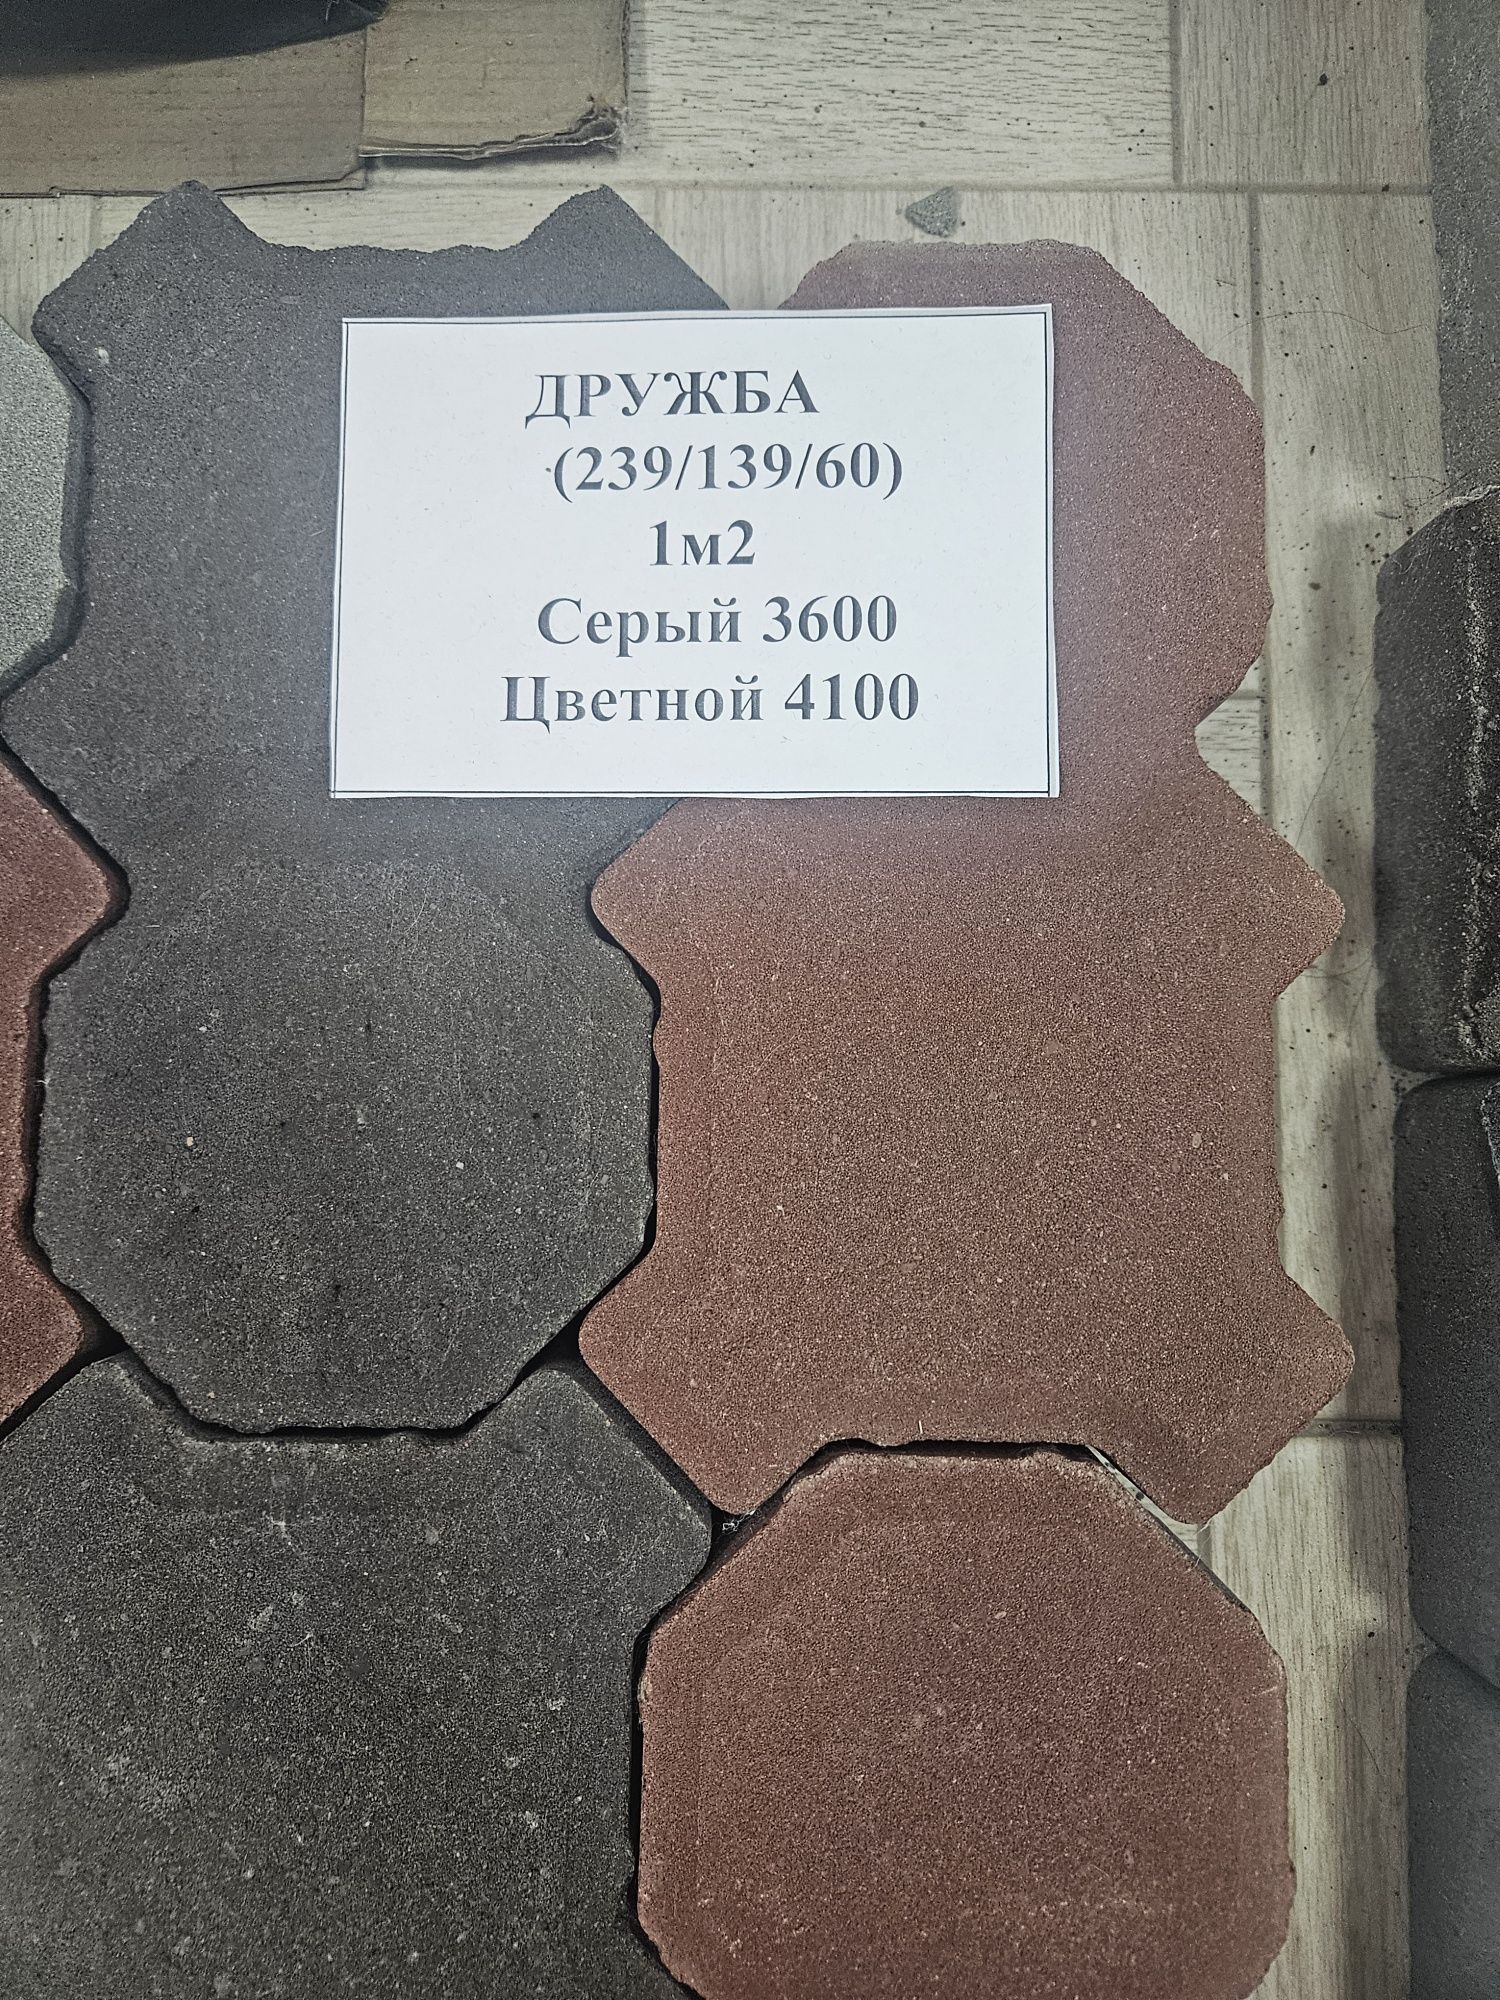 ДРУЖБА
(239/139/60)
1м2
Серый 3600
Цветной 4100